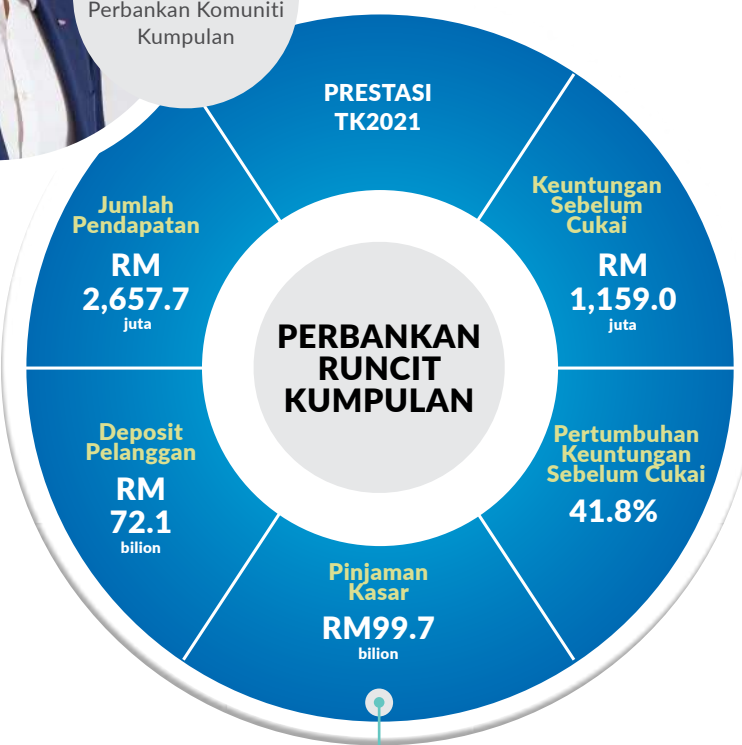 Perbankan Komuniti
Kumpulan
PRESTASI
TK2021
Keuntungan
Sebelum
Cukai
RM
1,159.0
juta
Pertumbuhan
Keuntungan
Sebelum Cukai
41.8%
Pinjaman
Kasar
RM99.7
bilion
Deposit
Pelanggan
RM
72.1
bilion
Jumlah
Pendapatan
RM
2,657.7
juta
PERBANKAN
RUNCIT
KUMPULAN